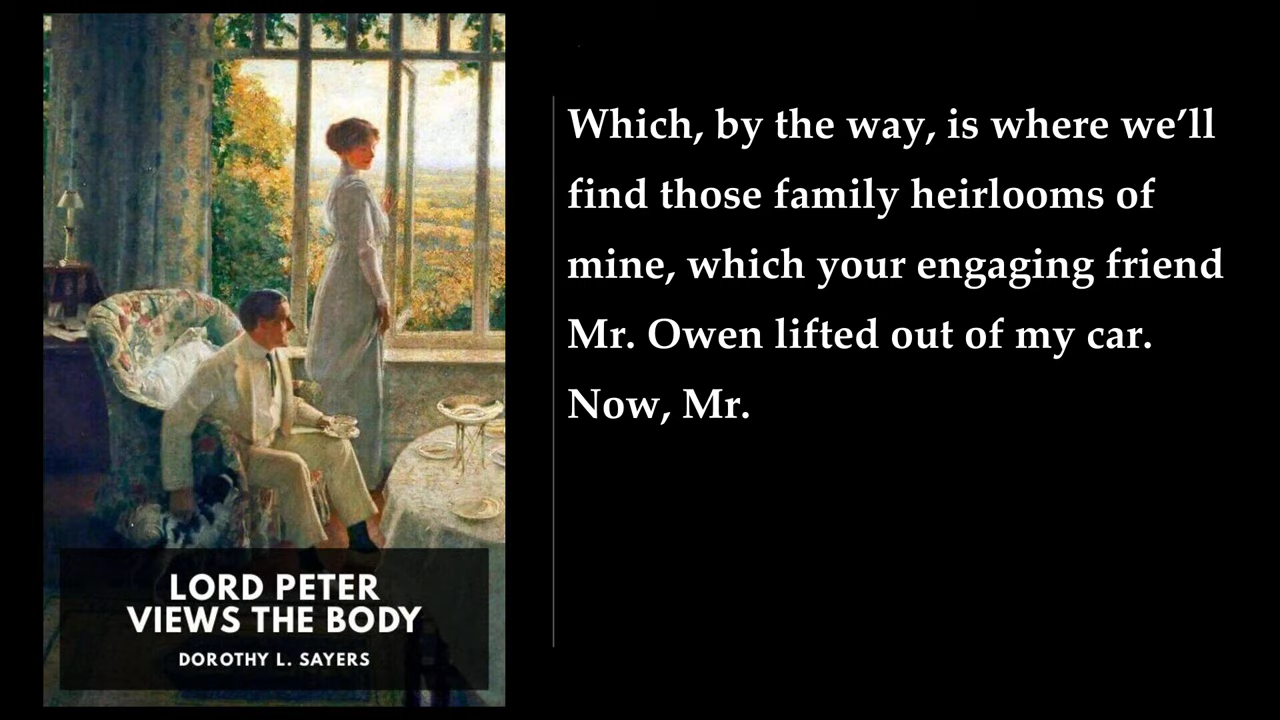 LORD PETER
VIEWS THE BODY
DOROTHY L. SAYERS
Which, by the way, is where we’ll
find those family heirlooms of
mine, which your engaging friend
Mr. Owen lifted out of my car.
Now, Mr.